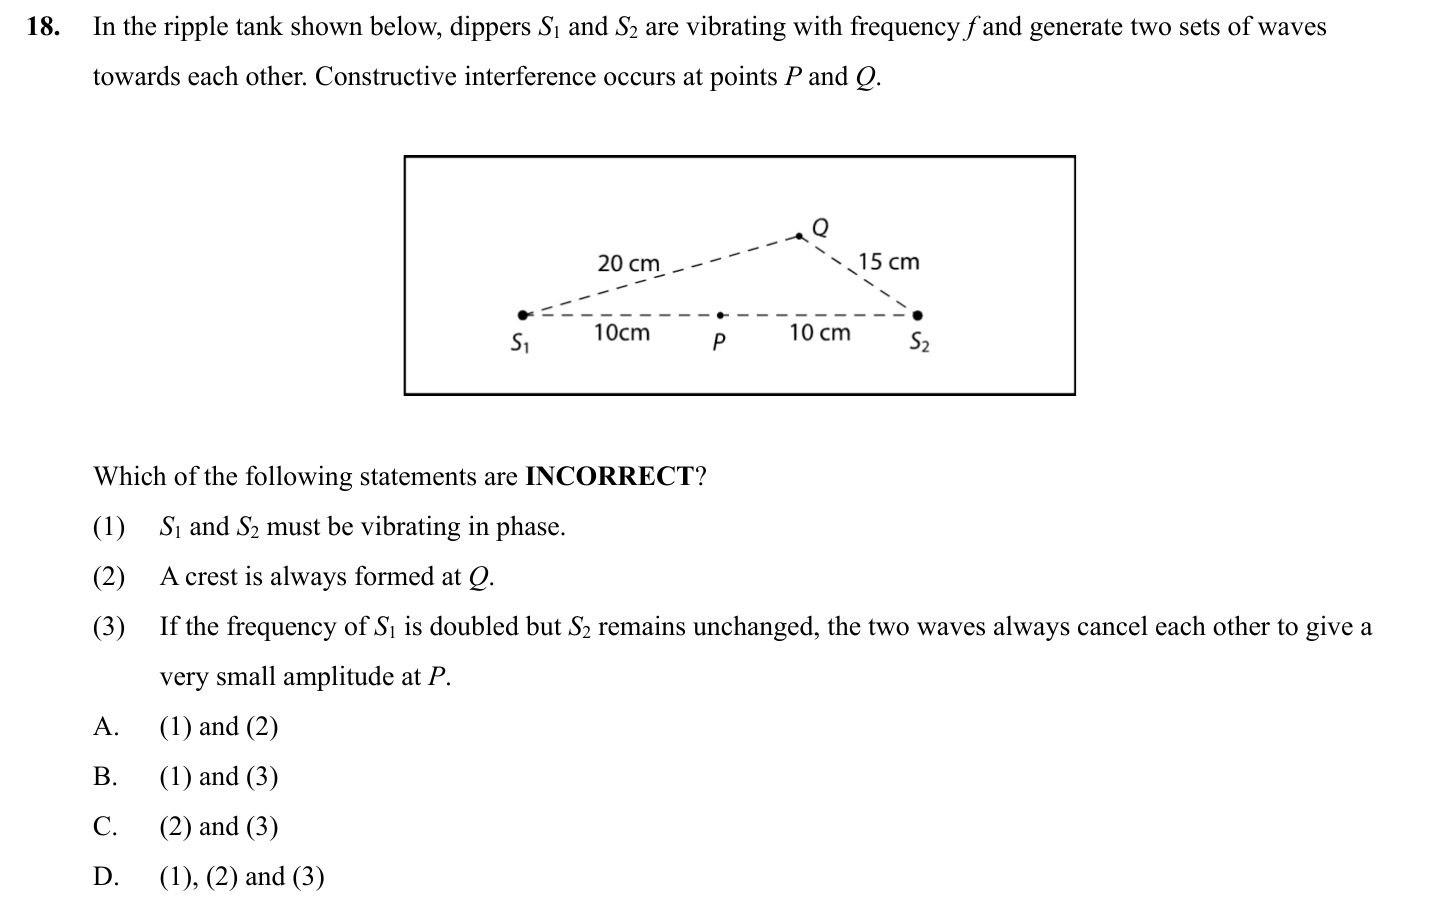 18. In the ripple tank shown below, dippers S₁ and S₂ are vibrating with frequency f and generate two sets of waves
towards each other. Constructive interference occurs at points P and Q.
Q
20 cm
15 cm
10cm
10 cm
S₁
P
S₂
Which of the following statements are INCORRECT?
(1) S₁ and S₂ must be vibrating in phase.
(2) A crest is always formed at Q.
(3) If the frequency of S₁ is doubled but S₂ remains unchanged, the two waves always cancel each other to give a
very small amplitude at P.
A. (1) and (2)
B. (1) and (3)
C. (2) and (3)
D. (1), (2) and (3)